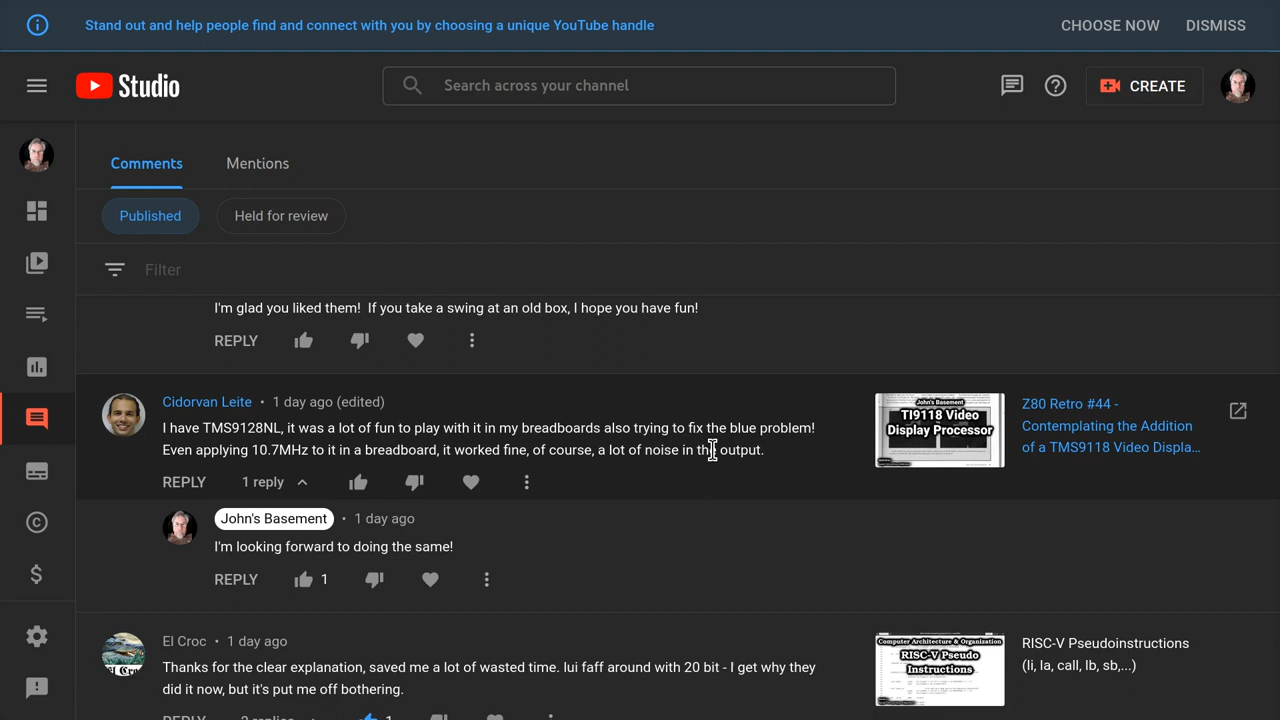 Stand out and help people find and connect with you by choosing a unique YouTube handle
CHOOSE NOW
DISMISS
Studio
Search across your channel
CREATE
Comments
Mentions
Published
Held for review
Filter
I'm glad you liked them! If you take a swing at an old box, I hope you have fun!
REPLY
Cidorvan Leite • 1 day ago (edited)
I have TMS9128NL, it was a lot of fun to play with it in my breadboards also trying to fix the blue problem!
Even applying 10.7MHz to it in a breadboard, it worked fine, of course, a lot of noise in the output.
REPLY
1 reply
John's Basement
TI9118 Video
Display Processor
Z80 Retro #44 -
Contemplating the Addition
of a TMS9118 Video Displa...
John's Basement • 1 day ago
I'm looking forward to doing the same!
REPLY
1
El Croc • 1 day ago
Thanks for the cear explanation, saved me a lot of wasted time. lui faff around with 20 bit - I get why they
did it now, but it's put me off bothering.
REPLY
2 replies
1
Computer Architecture & Organization
RISC-V Pseudo
Instructions
RISC-V Pseudoinstructions
(li, la, call, lb, sb,...)